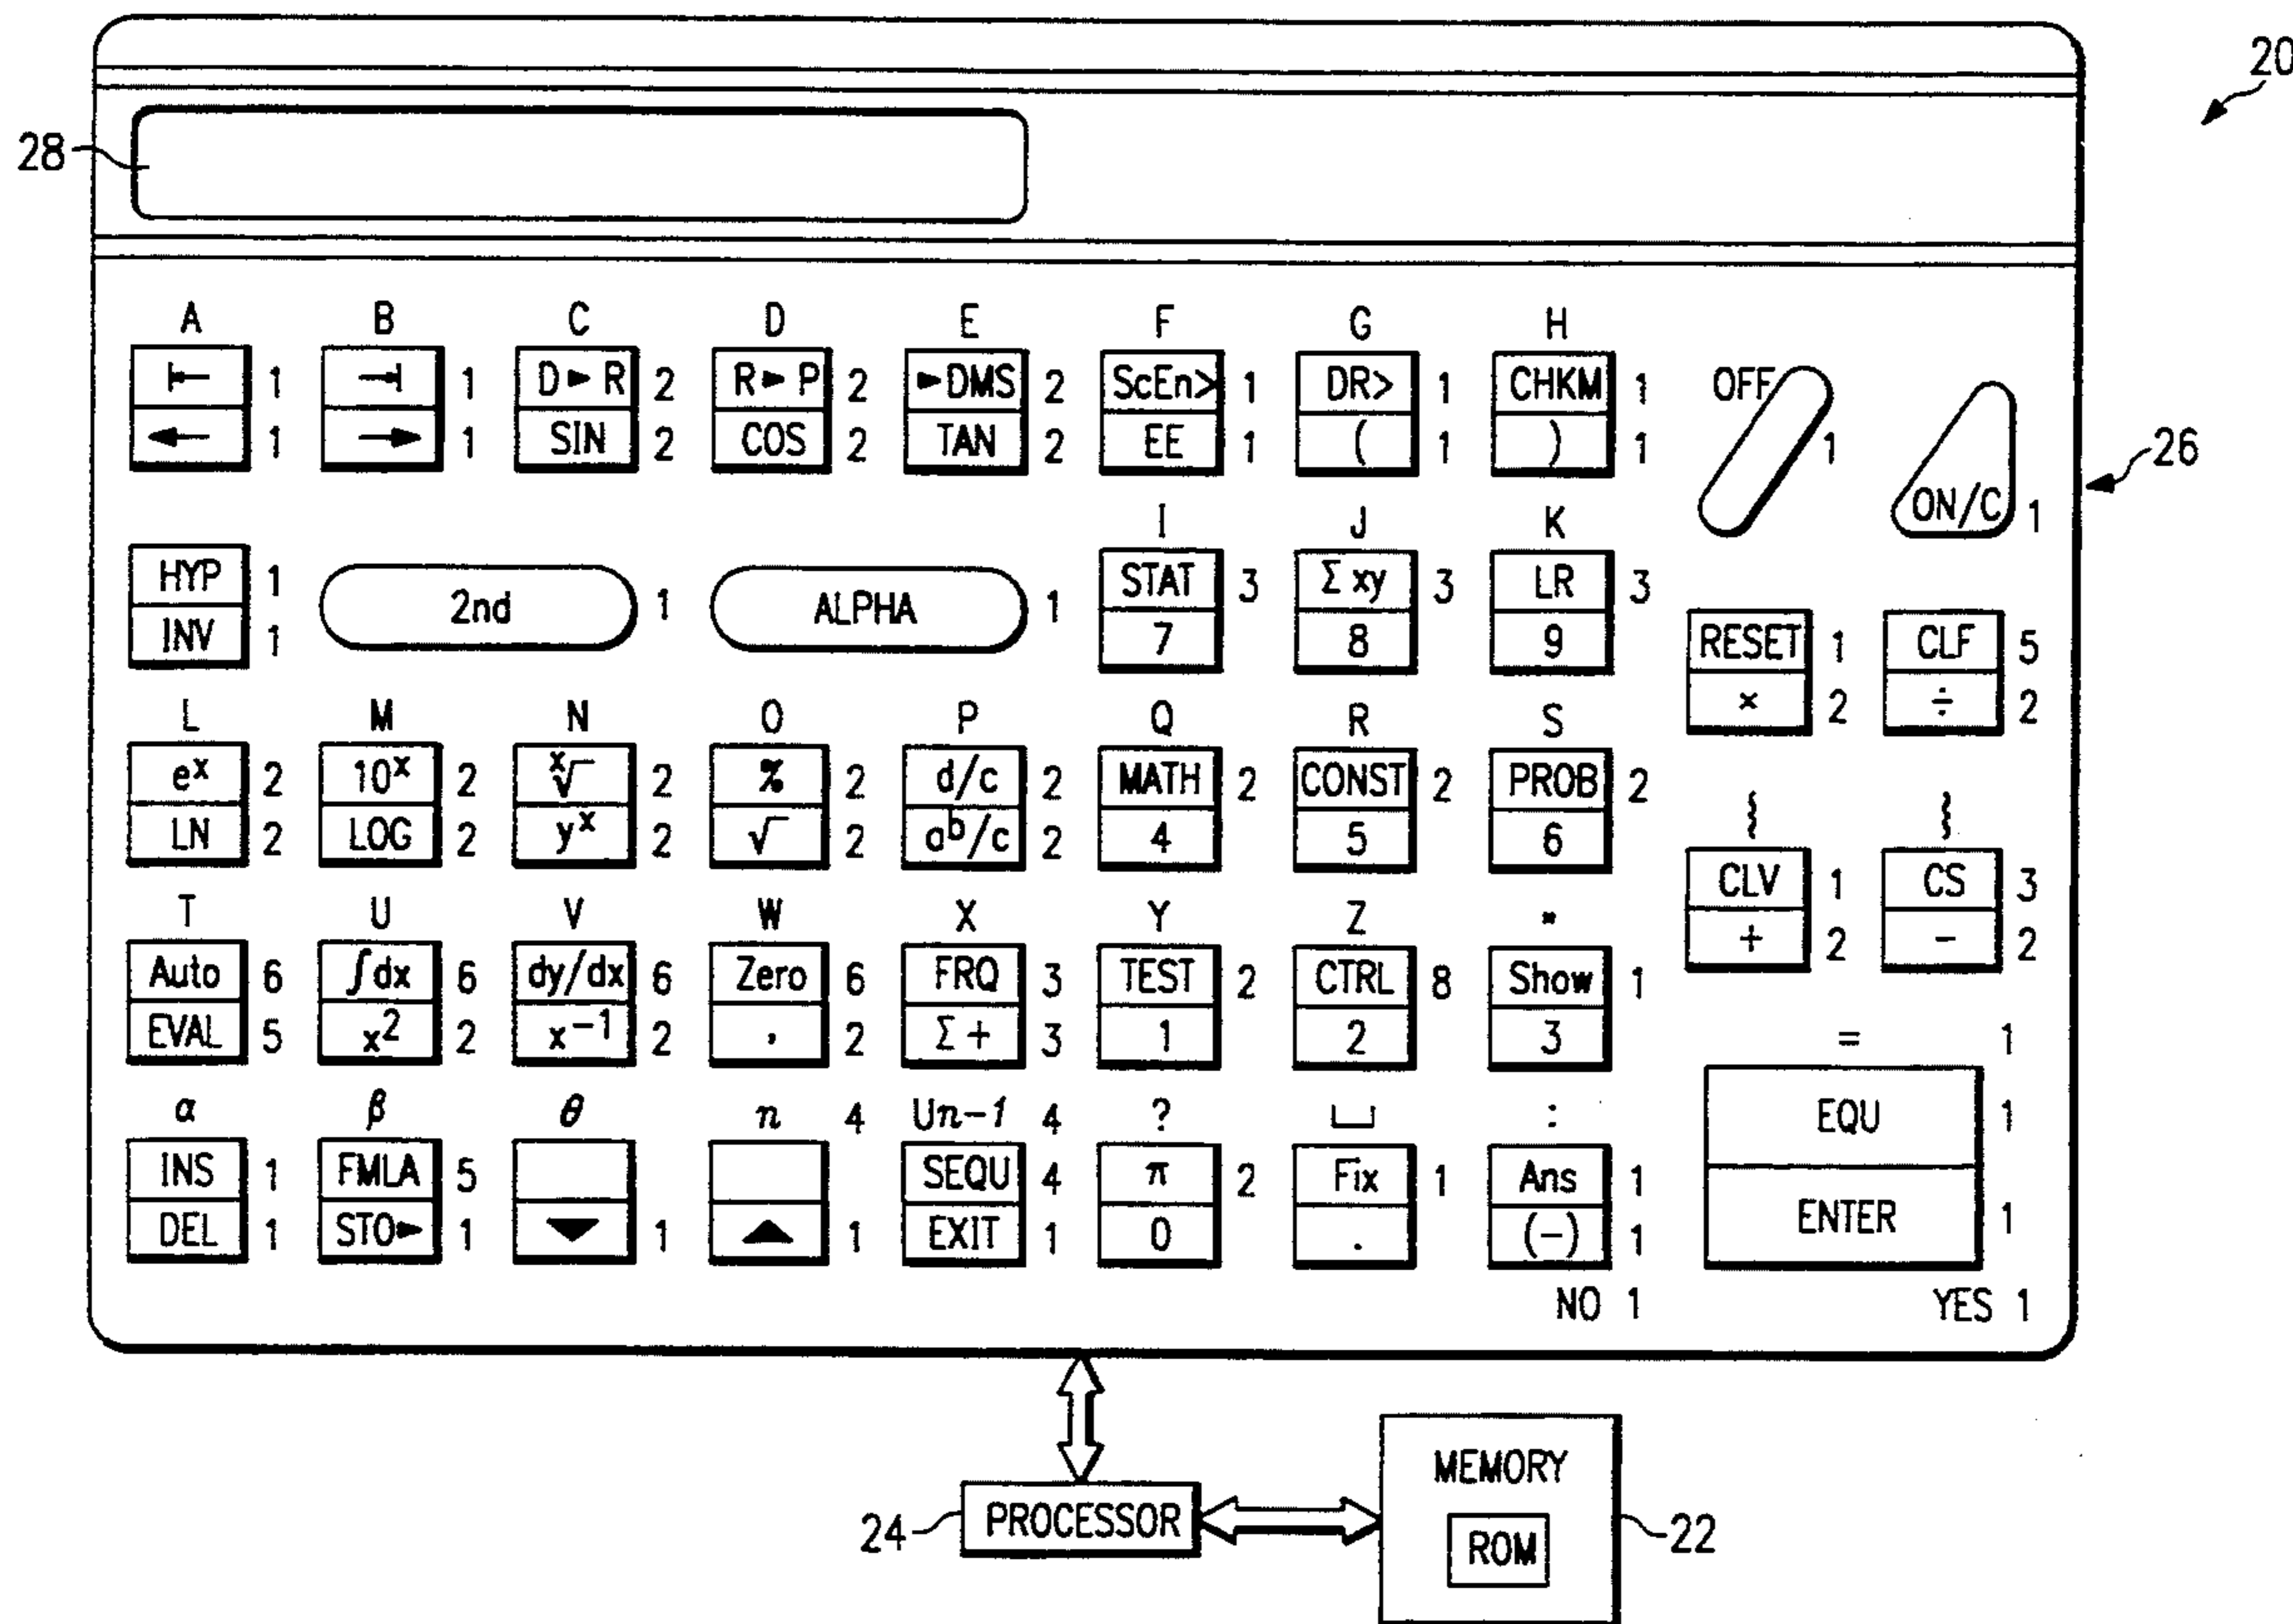 20
28
A B C D E F G H
⊢← 1 →⊣ 1 D►R 2 R►P 2 ►DMS 2 ScEn> 1 DR> 1 CHKM 1 OFF
← 1 → 1 SIN 2 COS 2 TAN 2 EE 1 ( 1 ) 1 1
26
ON/C 1
I J K
HYP 1 2nd 1 ALPHA 1 STAT 3 Σxy 3 LR 3
INV 1 7 8 9
RESET 1 CLF 5
× 2 ÷ 2
L M N O P Q R S
e^x 2 10^x 2 x√ 2 % 2 d/c 2 MATH 2 CONST 2 PROB 2
LN 2 LOG 2 y^x 2 √ 2 a^b/c 2 4 5 6
CLV 1 CS 3
+ 2 - 2
T U V W X Y Z
Auto 6 ∫dx 6 dy/dx 6 Zero 6 FRQ 3 TEST 2 CTRL 8 Show 1
EVAL 5 x² 2 x⁻¹ 2 , 2 Σ+ 3 1 2 3
= 1
α β θ n 4 Un-1 4 ? ␣ :
EQU 1
INS 1 FMLA 5 SEQU 4 π 2 Fix 1 Ans 1
DEL 1 STO► 1 ▼ 1 ▲ 1 EXIT 1 0 . (-) 1
ENTER 1
NO 1 YES 1
MEMORY
24 PROCESSOR
ROM 22